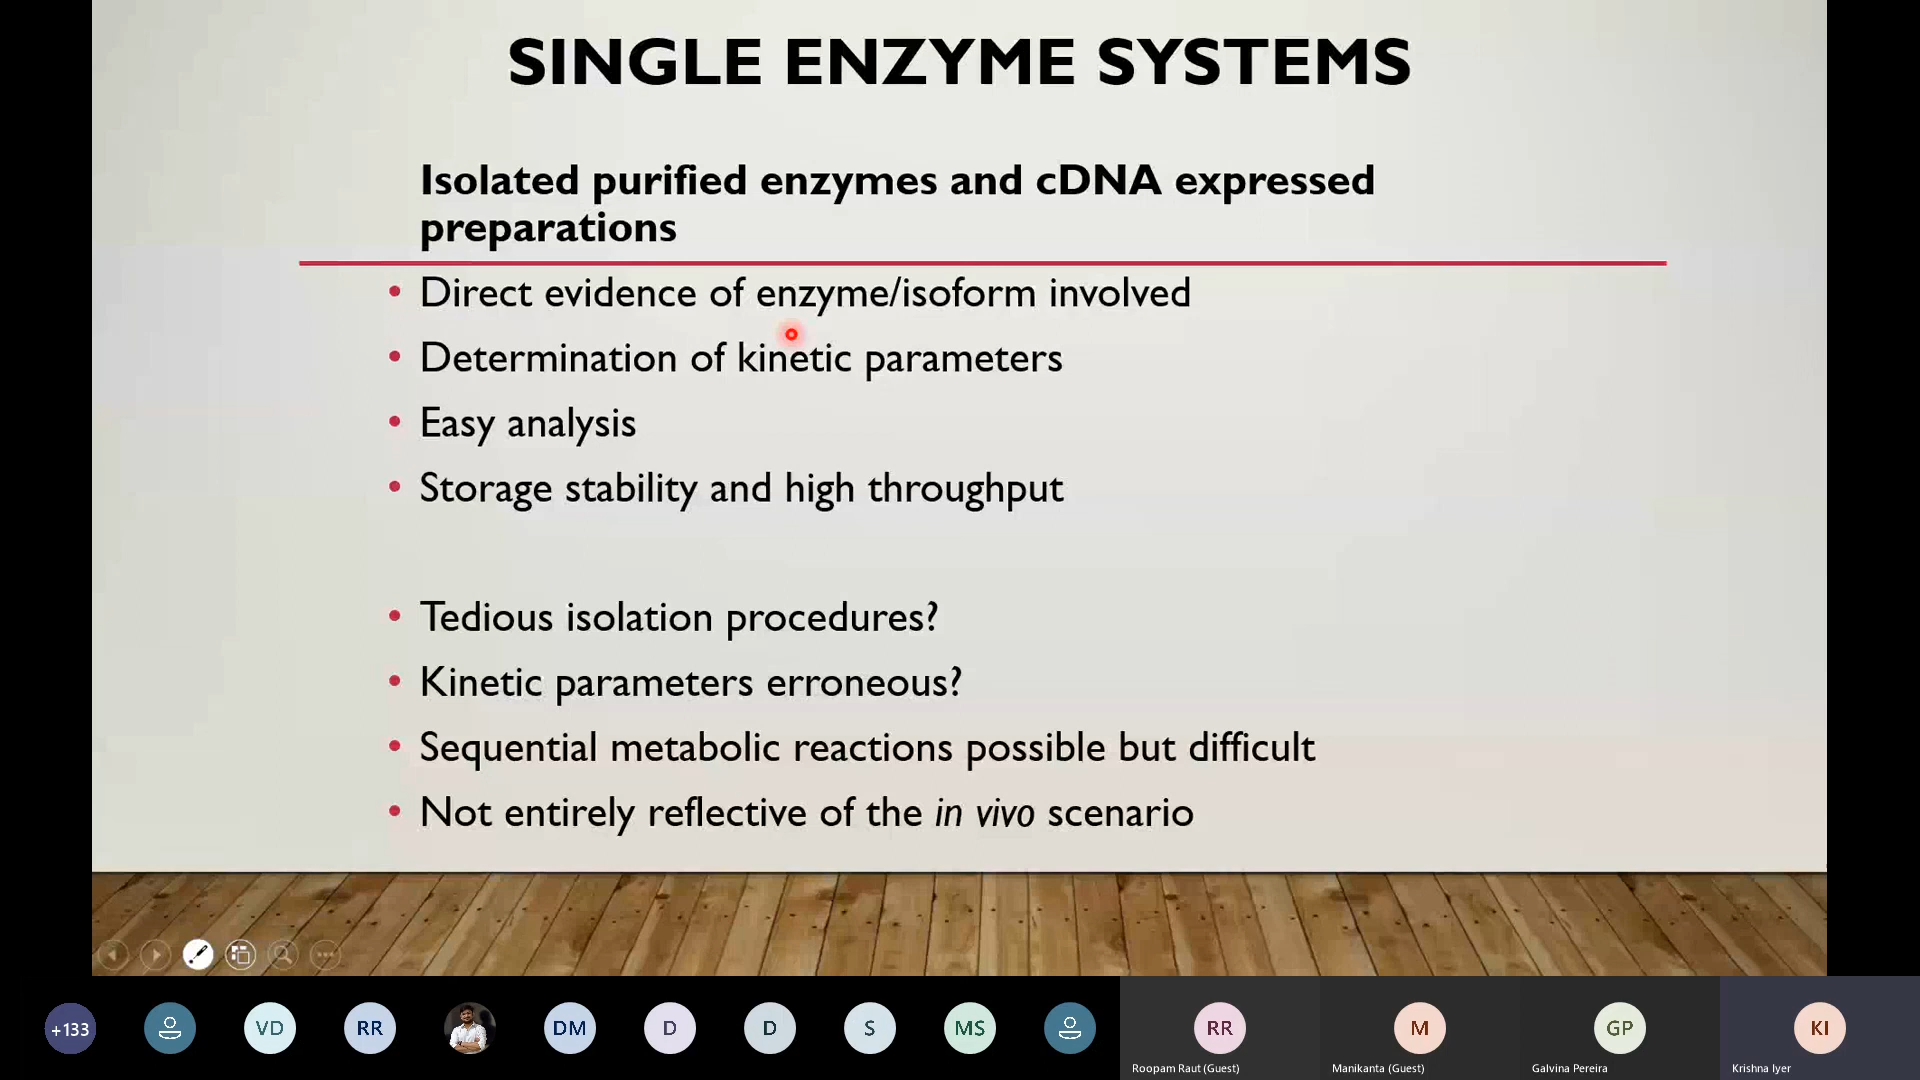 SINGLE ENZYME SYSTEMS
Isolated purified enzymes and cDNA expressed
preparations
• Direct evidence of enzyme/isoform involved
• Determination of kinetic parameters
• Easy analysis
• Storage stability and high throughput
• Tedious isolation procedures?
• Kinetic parameters erroneous?
• Sequential metabolic reactions possible but difficult
• Not entirely reflective of the in vivo scenario
+133 VD RR DM D D S MS RR M GP KI
Roopam Raut (Guest) Manikanta (Guest) Galvina Pereira Krishna Iyer